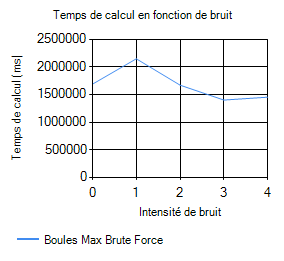 Temps de calcul en fonction de bruit
2500000
2000000
1500000
1000000
500000
0
Temps de calcul (ms)
0 1 2 3 4
Intensité de bruit
Boules Max Brute Force